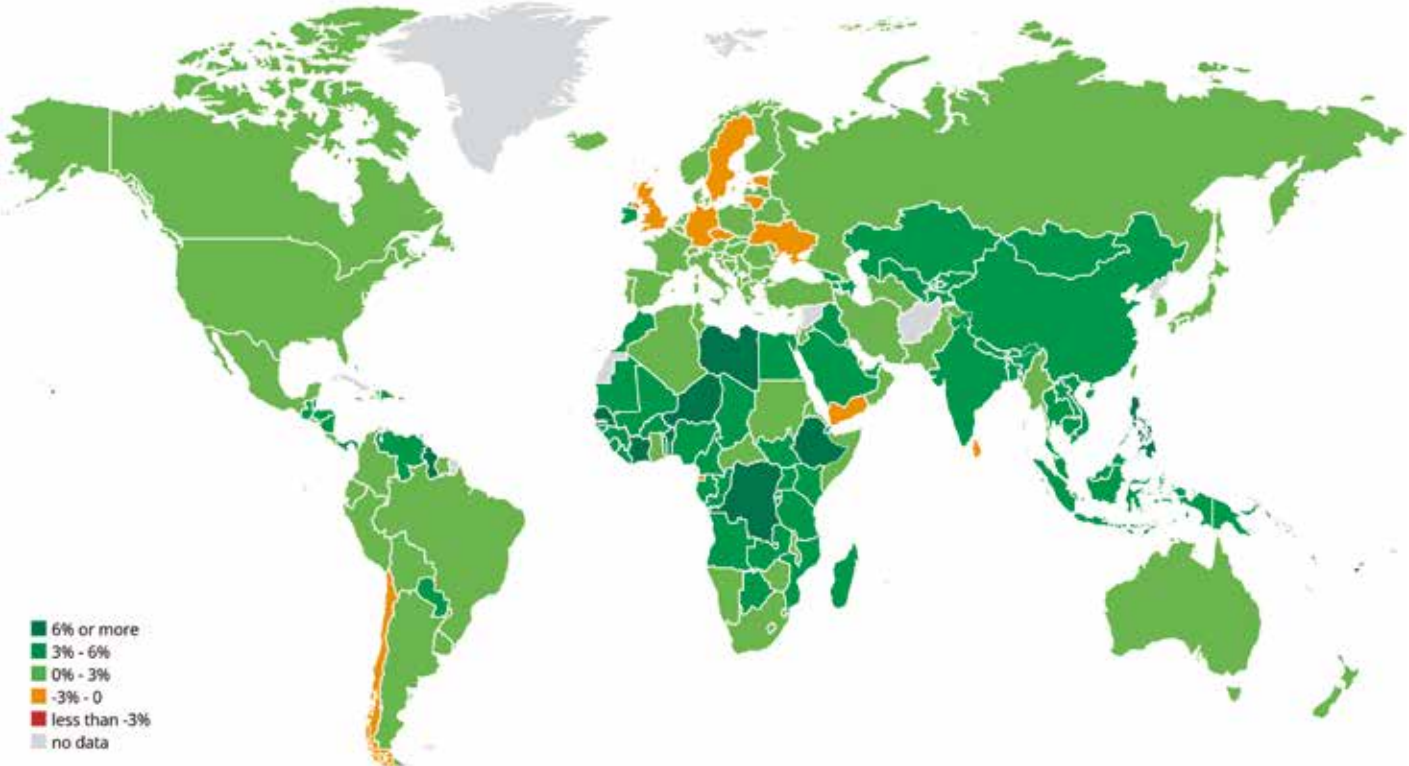 6% or more
3% - 6%
0% - 3%
-3% - 0
less than -3%
no data